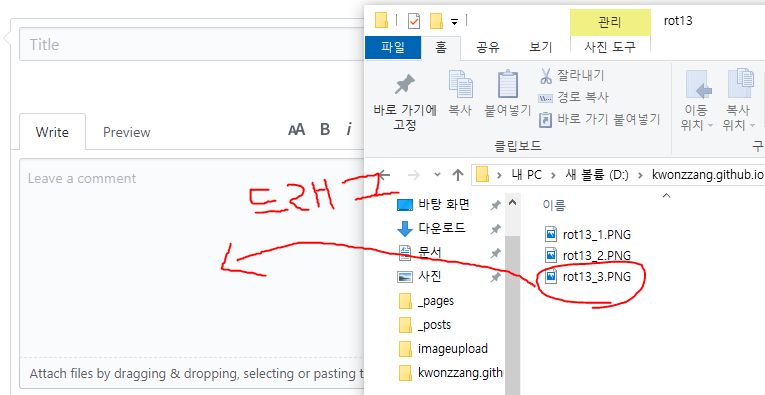 Title
Write Preview AA B i
Leave a comment
드래그
Attach files by dragging & dropping, selecting or pasting t
관리 rot13
파일 홈 공유 보기 사진 도구
바로 가기에
고정
복사
붙여넣기
잘라내기
경로 복사
바로 가기 붙여넣기
이동
위치
복사
위치
클립보드 구
내 PC 새 볼륨 (D:) kwonzzang.github.io
바탕 화면
다운로드
문서
사진
_pages
_posts
imageupload
kwonzzang.gith
이름
rot13_1.PNG
rot13_2.PNG
rot13_3.PNG